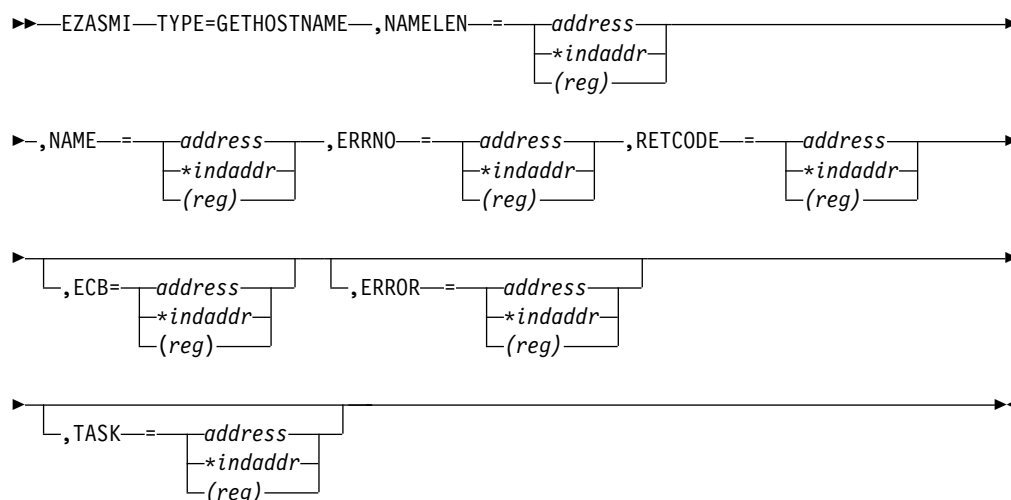 EZASMI TYPE=GETHOSTNAME ,NAMELEN = address
*indaddr
(reg)
,NAME = address ,ERRNO = address ,RETCODE = address
*indaddr *indaddr *indaddr
(reg) (reg) (reg)
,ECB= address ,ERROR = address
*indaddr *indaddr
(reg) (reg)
,TASK = address
*indaddr
(reg)